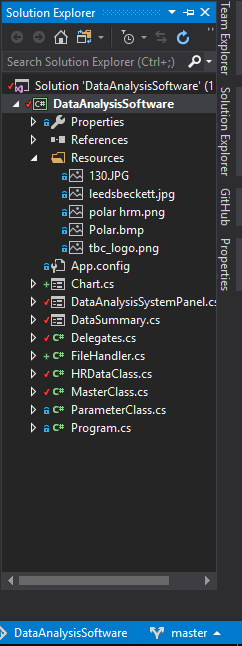 Solution Explorer
Search Solution Explorer (Ctrl+;)
Solution 'DataAnalysisSoftware' (1
C# DataAnalysisSoftware
Properties
References
Resources
130.JPG
leedsbeckett.jpg
polar hrm.png
Polar.bmp
tbc_logo.png
App.config
Chart.cs
DataAnalysisSystemPanel.cs
DataSummary.cs
C# Delegates.cs
C# FileHandler.cs
C# HRDataClass.cs
C# MasterClass.cs
C# ParameterClass.cs
C# Program.cs
Team Explorer
Solution Explorer
GitHub
Properties
DataAnalysisSoftware
master